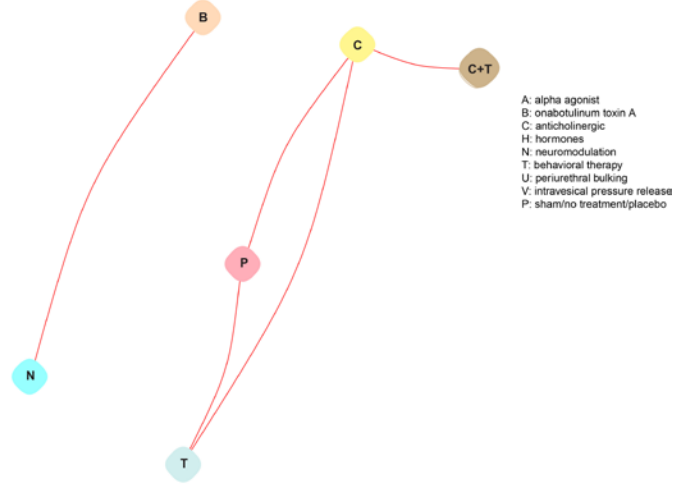 B
C
C+T
A: alpha agonist
B: onabotulinum toxin A
C: anticholinergic
H: hormones
N: neuromodulation
T: behavioral therapy
U: periurethral bulking
V: intravesical pressure release
P: sham/no treatment/placebo
P
N
T